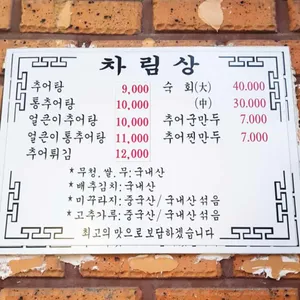 차림상
추어탕 9,000
통추어탕 10,000
얼큰이추어탕 10,000
얼큰이통추어탕 11,000
추어튀김 12,000
숙 회(大) 40.000
(中) 30.000
추어군만두 7.000
추어찐만두 7.000
*무청.쌀.무:국내산
*배추김치:국내산
*미꾸라지:중국산/국내산섞음
*고추가루:중국산/국내산섞음
최고의맛으로보답하겠습니다